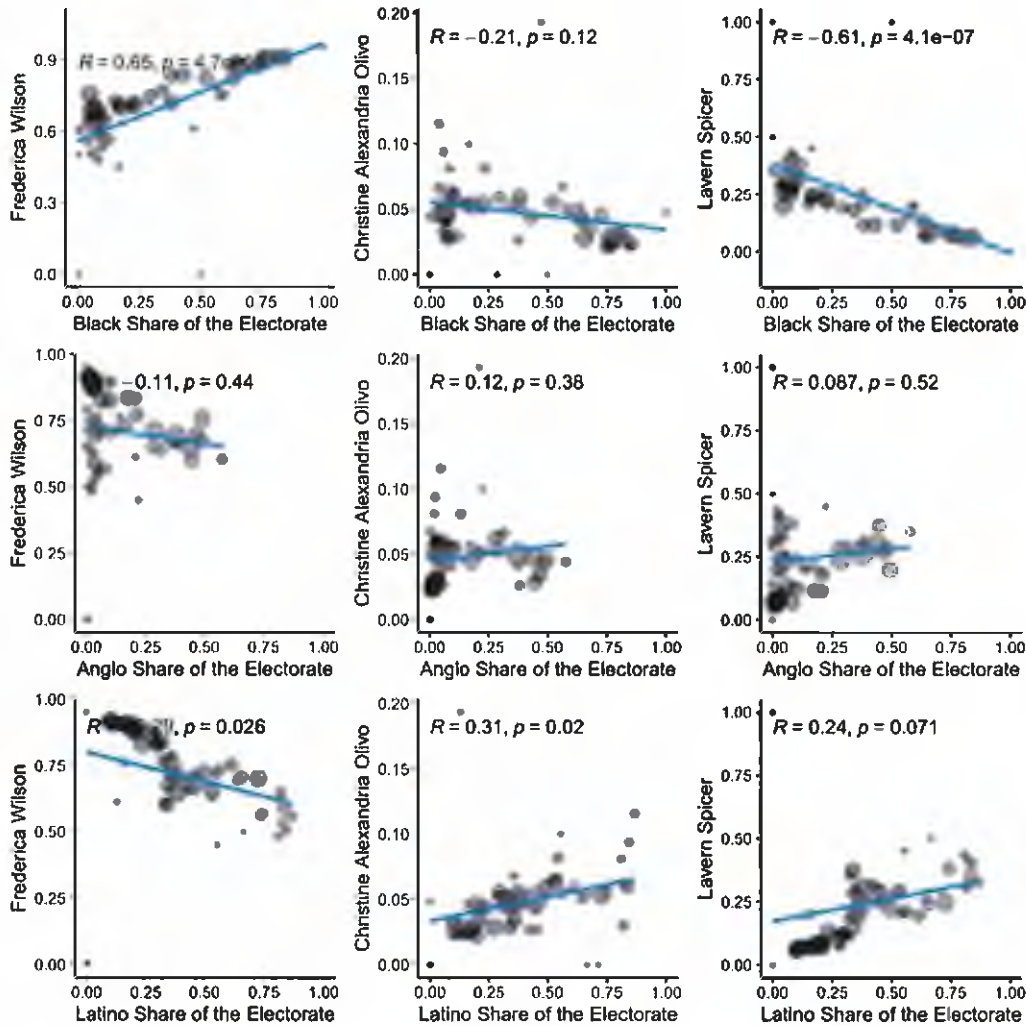 Frederica Wilson
0.9
0.6
0.3
0.0
R = 0.65, p = 4.7
0.00 0.25 0.50 0.75 1.00
Black Share of the Electorate
Christine Alexandria Olivo
0.20
0.15
0.10
0.05
0.00
R = −0.21, p = 0.12
0.00 0.25 0.50 0.75 1.00
Black Share of the Electorate
Lavern Spicer
1.00
0.75
0.50
0.25
0.00
R = −0.61, p = 4.1e−07
0.00 0.25 0.50 0.75 1.00
Black Share of the Electorate
Frederica Wilson
1.00
0.75
0.50
0.00
−0.11, p = 0.44
0.00 0.25 0.50 0.75 1.00
Anglo Share of the Electorate
Christine Alexandria Olivo
0.20
0.15
0.10
0.05
0.00
R = 0.12, p = 0.38
0.00 0.25 0.50 0.75 1.00
Anglo Share of the Electorate
Lavern Spicer
1.00
0.75
0.50
0.25
0.00
R = 0.087, p = 0.52
0.00 0.25 0.50 0.75 1.00
Anglo Share of the Electorate
Frederica Wilson
1.00
0.75
0.50
0.00
R , p = 0.026
0.00 0.25 0.50 0.75 1.00
Latino Share of the Electorate
Christine Alexandria Olivo
0.20
0.15
0.10
0.05
0.00
R = 0.31, p = 0.02
0.00 0.25 0.50 0.75 1.00
Latino Share of the Electorate
Lavern Spicer
1.00
0.75
0.50
0.25
0.00
R = 0.24, p = 0.071
0.00 0.25 0.50 0.75 1.00
Latino Share of the Electorate